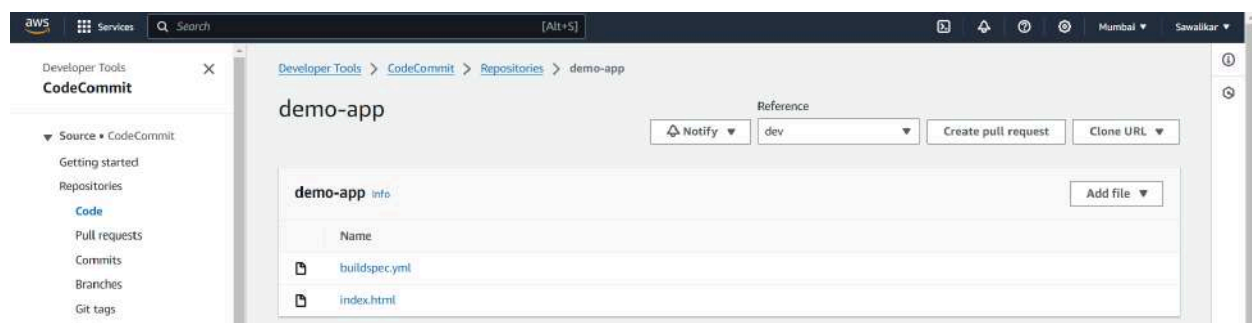 aws Services Search [Alt+S] Mumbai Sawalikar
Developer Tools
CodeCommit
Source • CodeCommit
Getting started
Repositories
Code
Pull requests
Commits
Branches
Git tags
Developer Tools > CodeCommit > Repositories > demo-app
demo-app
Reference
Notify dev Create pull request Clone URL
demo-app Info
Add file
Name
buildspec.yml
index.html